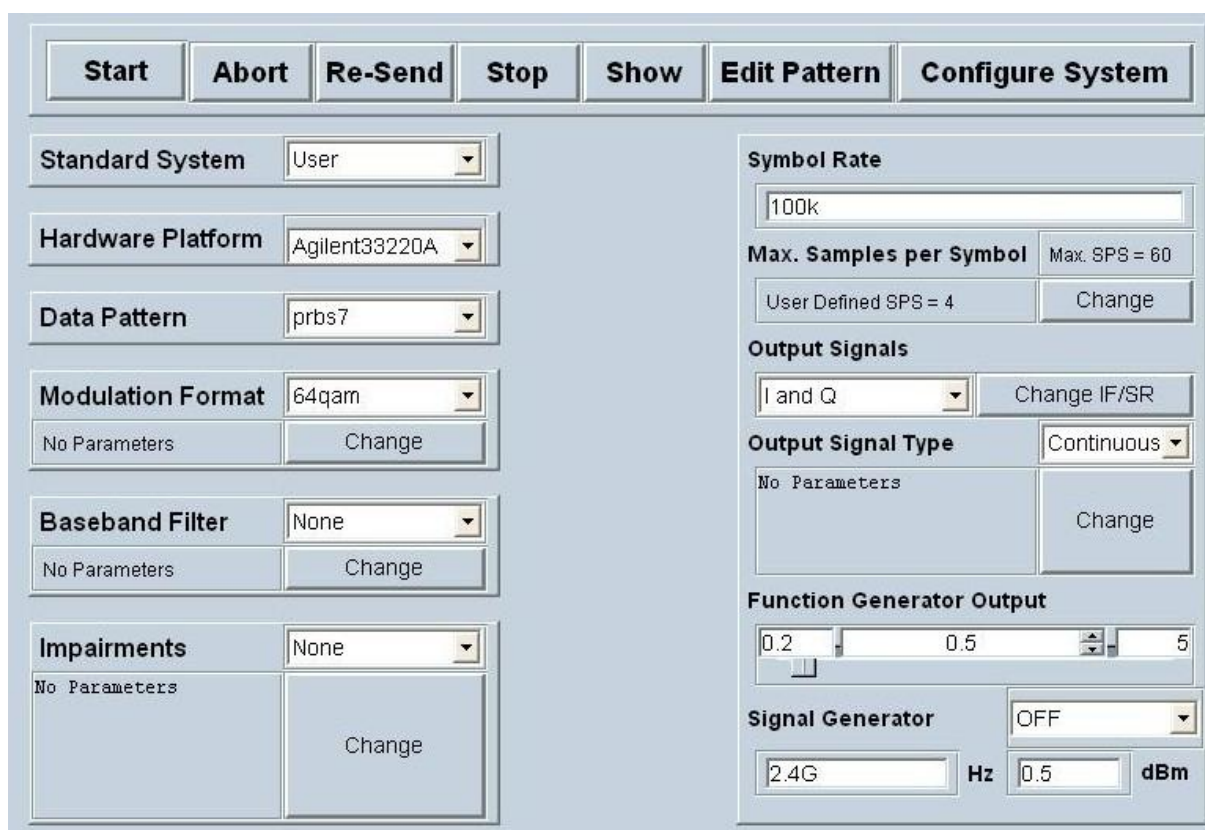 Start Abort Re-Send Stop Show Edit Pattern Configure System
Standard System User
Hardware Platform Agilent33220A
Data Pattern prbs7
Modulation Format 64qam
No Parameters Change
Baseband Filter None
No Parameters Change
Impairments None
No Parameters
Change
Symbol Rate
100k
Max. Samples per Symbol Max. SPS = 60
User Defined SPS = 4 Change
Output Signals
I and Q Change IF/SR
Output Signal Type Continuous
No Parameters
Change
Function Generator Output
0.2 - 0.5 - 5
Signal Generator OFF
2.4G Hz 0.5 dBm